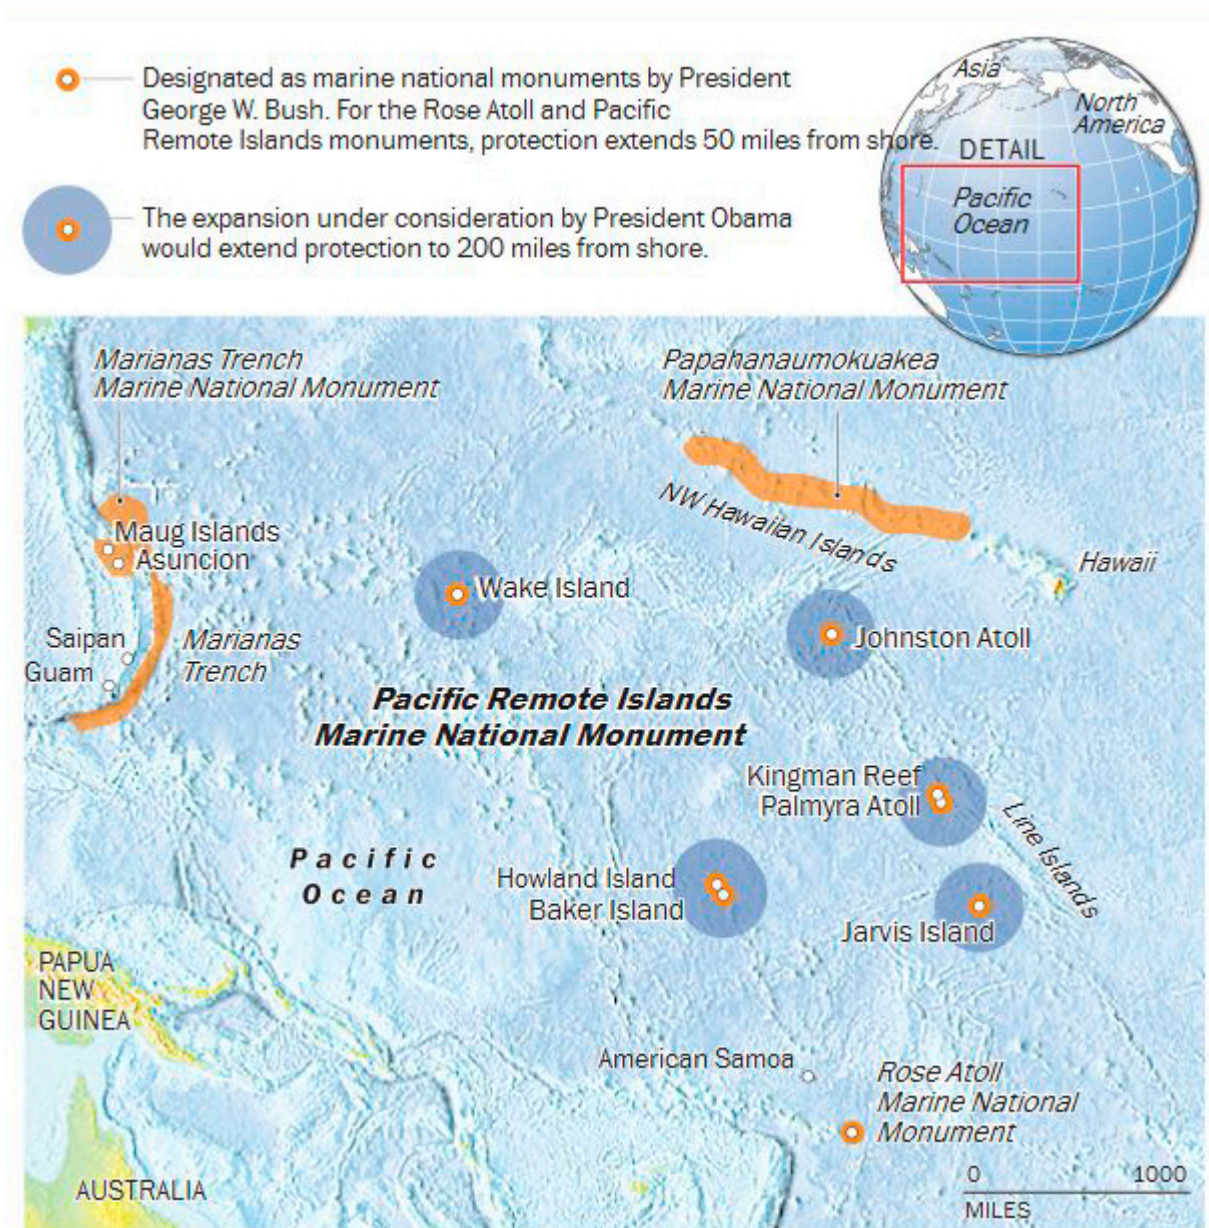 Designated as marine national monuments by President
George W. Bush. For the Rose Atoll and Pacific
Remote Islands monuments, protection extends 50 miles from shore.
The expansion under consideration by President Obama
would extend protection to 200 miles from shore.
Asia
North
America
DETAIL
Pacific
Ocean
Marianas Trench
Marine National Monument
Papahanaumokuakea
Marine National Monument
NW Hawaiian Islands
Hawaii
Maug Islands
Asuncion
Wake Island
Saipan
Guam
Marianas
Trench
Johnston Atoll
Pacific Remote Islands
Marine National Monument
Kingman Reef
Palmyra Atoll
Line Islands
Pacific
Ocean
Howland Island
Baker Island
Jarvis Island
PAPUA
NEW
GUINEA
American Samoa
Rose Atoll
Marine National
Monument
AUSTRALIA
0 1000
MILES